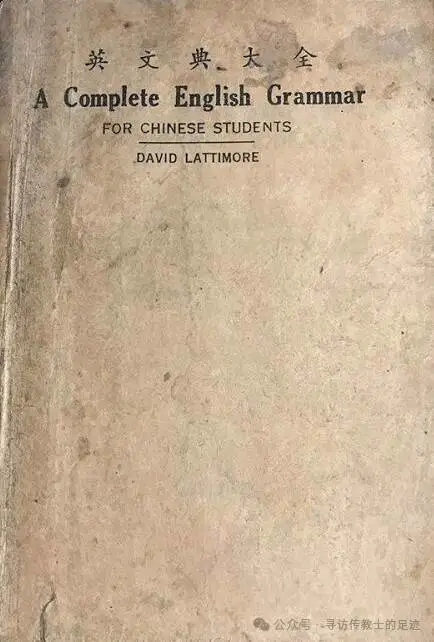 英文典大全
A Complete English Grammar
FOR CHINESE STUDENTS
DAVID LATTIMORE
公众号·寻访传教士的足迹